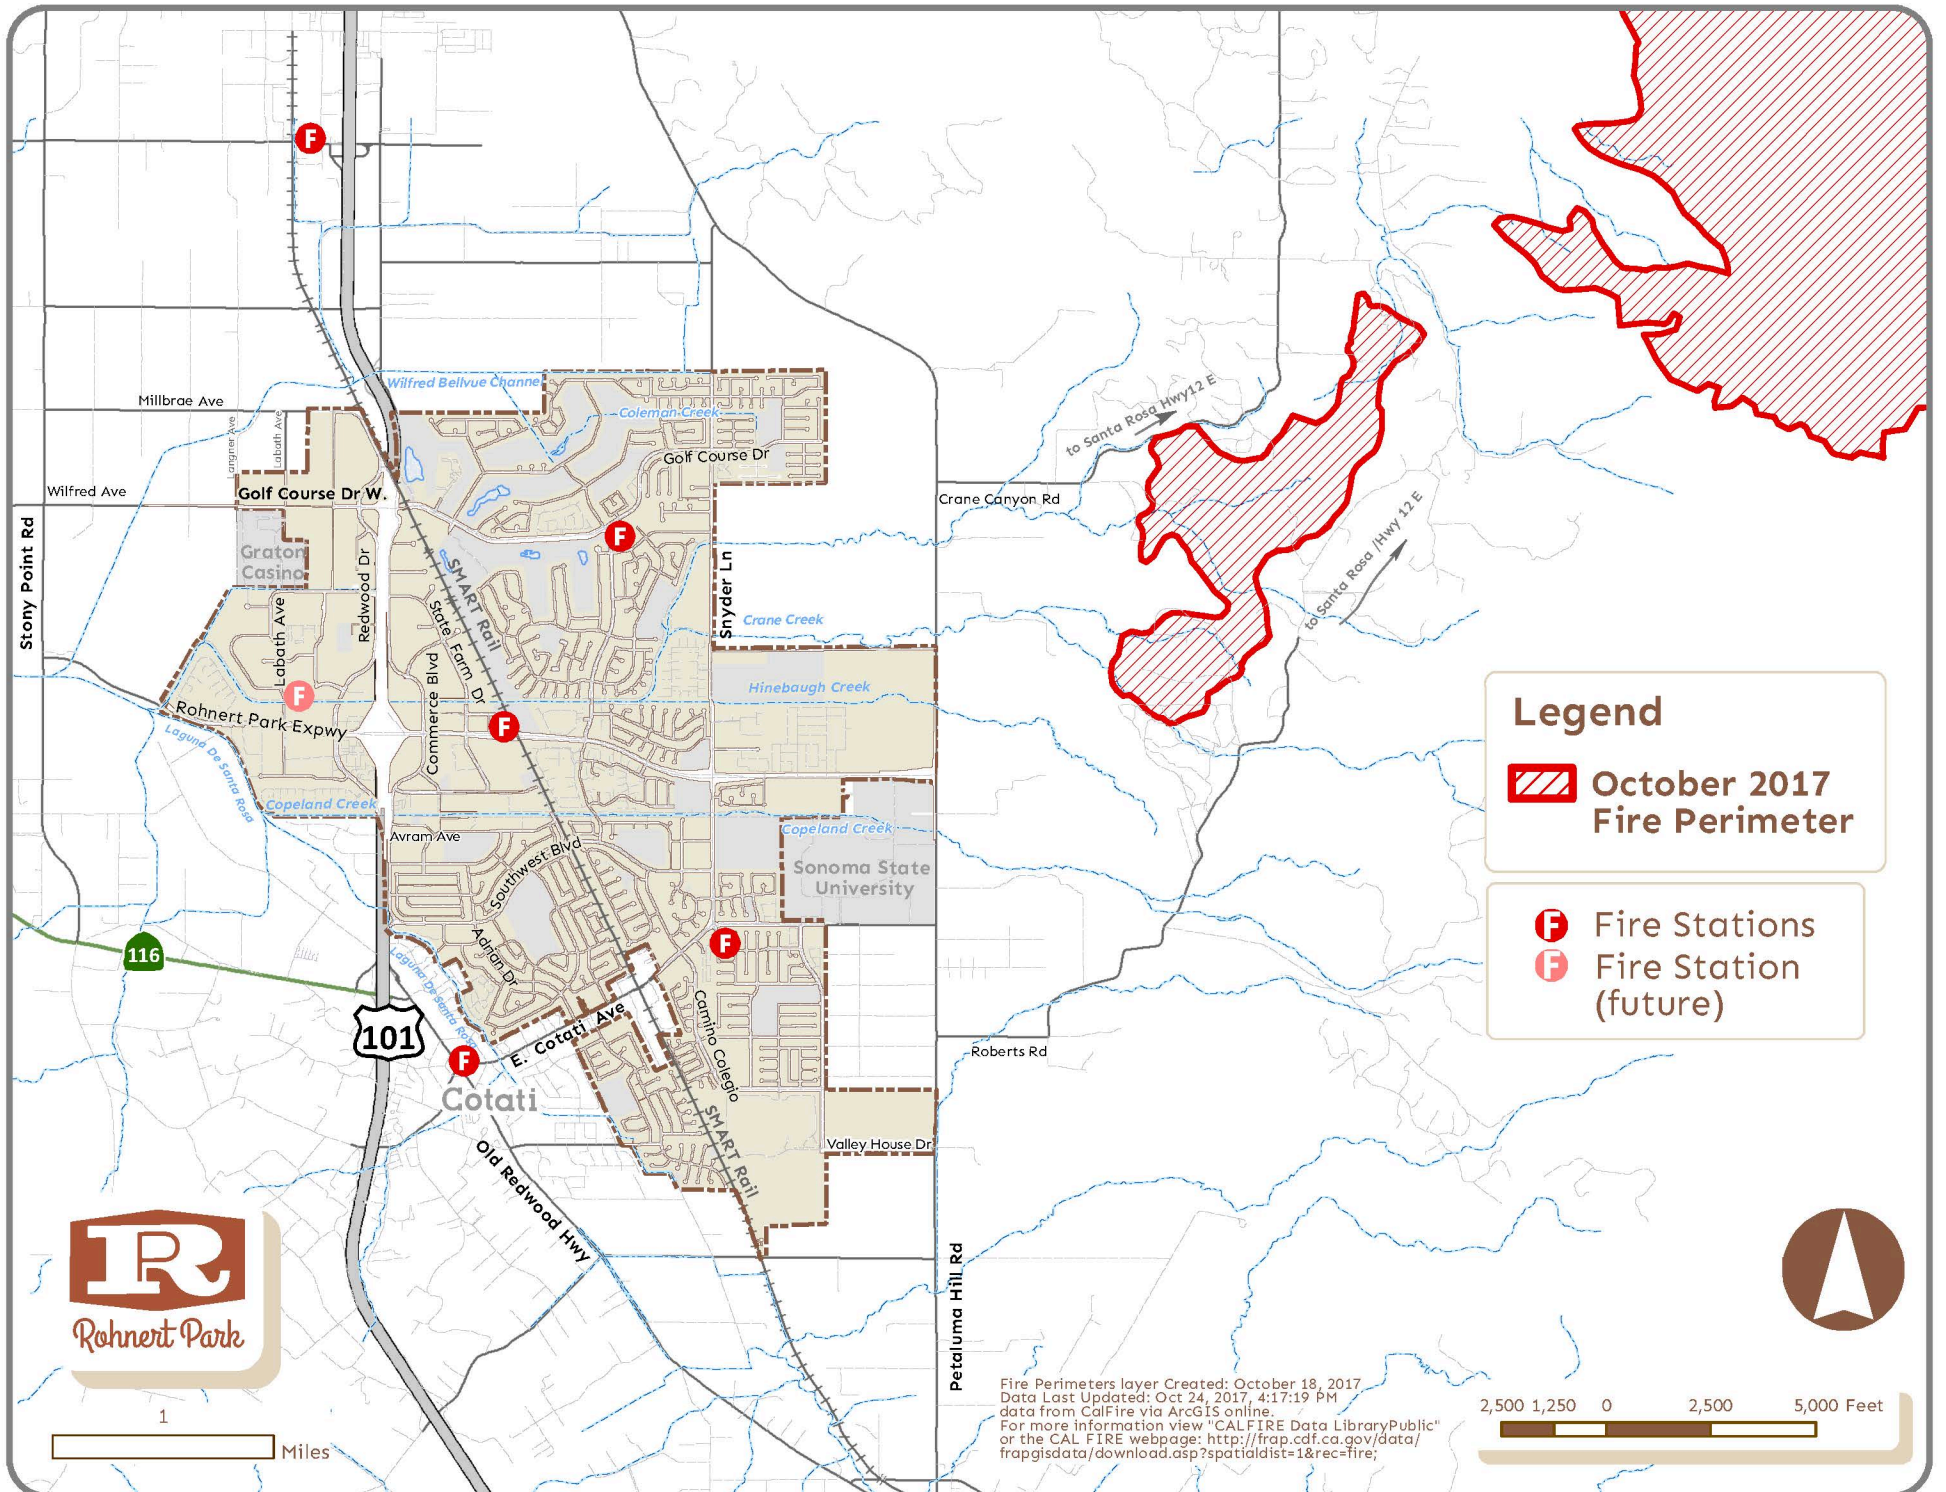 F
to Santa Rosa Hwy12 E
Wilfred Bellvue Channel
Millbrae Ave
Coleman Creek
Labath Ave
Golf Course Dr
Wilfred Ave
Golf Course Dr W.
Crane Canyon Rd
Stony Point Rd
F
Graton
Casino
Redwood Dr
SMART Rail
Snyder Ln
to Santa Rosa /Hwy 12 E
State Farm Dr
Labath Ave
Crane Creek
Commerce Blvd
Hinebaugh Creek
F
Rohnert Park Expwy
F
Laguna De Santa Rosa
Copeland Creek
Avram Ave
Copeland Creek
Southwest Blvd
Sonoma State
University
116
Adrian Dr
F
Laguna De Santa Rosa
101
Camino Colegio
E. Cotati Ave
F
Roberts Rd
Cotati
SMART Rail
Valley House Dr
Old Redwood Hwy
Petaluma Hill Rd
Legend
October 2017
Fire Perimeter
F Fire Stations
F Fire Station
(future)
R
Rohnert Park
1
Miles
Fire Perimeters layer Created: October 18, 2017
Data Last Updated: Oct 24, 2017, 4:17:19 PM
data from CalFire via ArcGIS online.
For more information view "CALFIRE Data LibraryPublic"
or the CAL FIRE webpage: http://frap.cdf.ca.gov/data/
frapgisdata/download.asp?spatialdist=1&rec=fire;
2,500 1,250 0 2,500 5,000 Feet